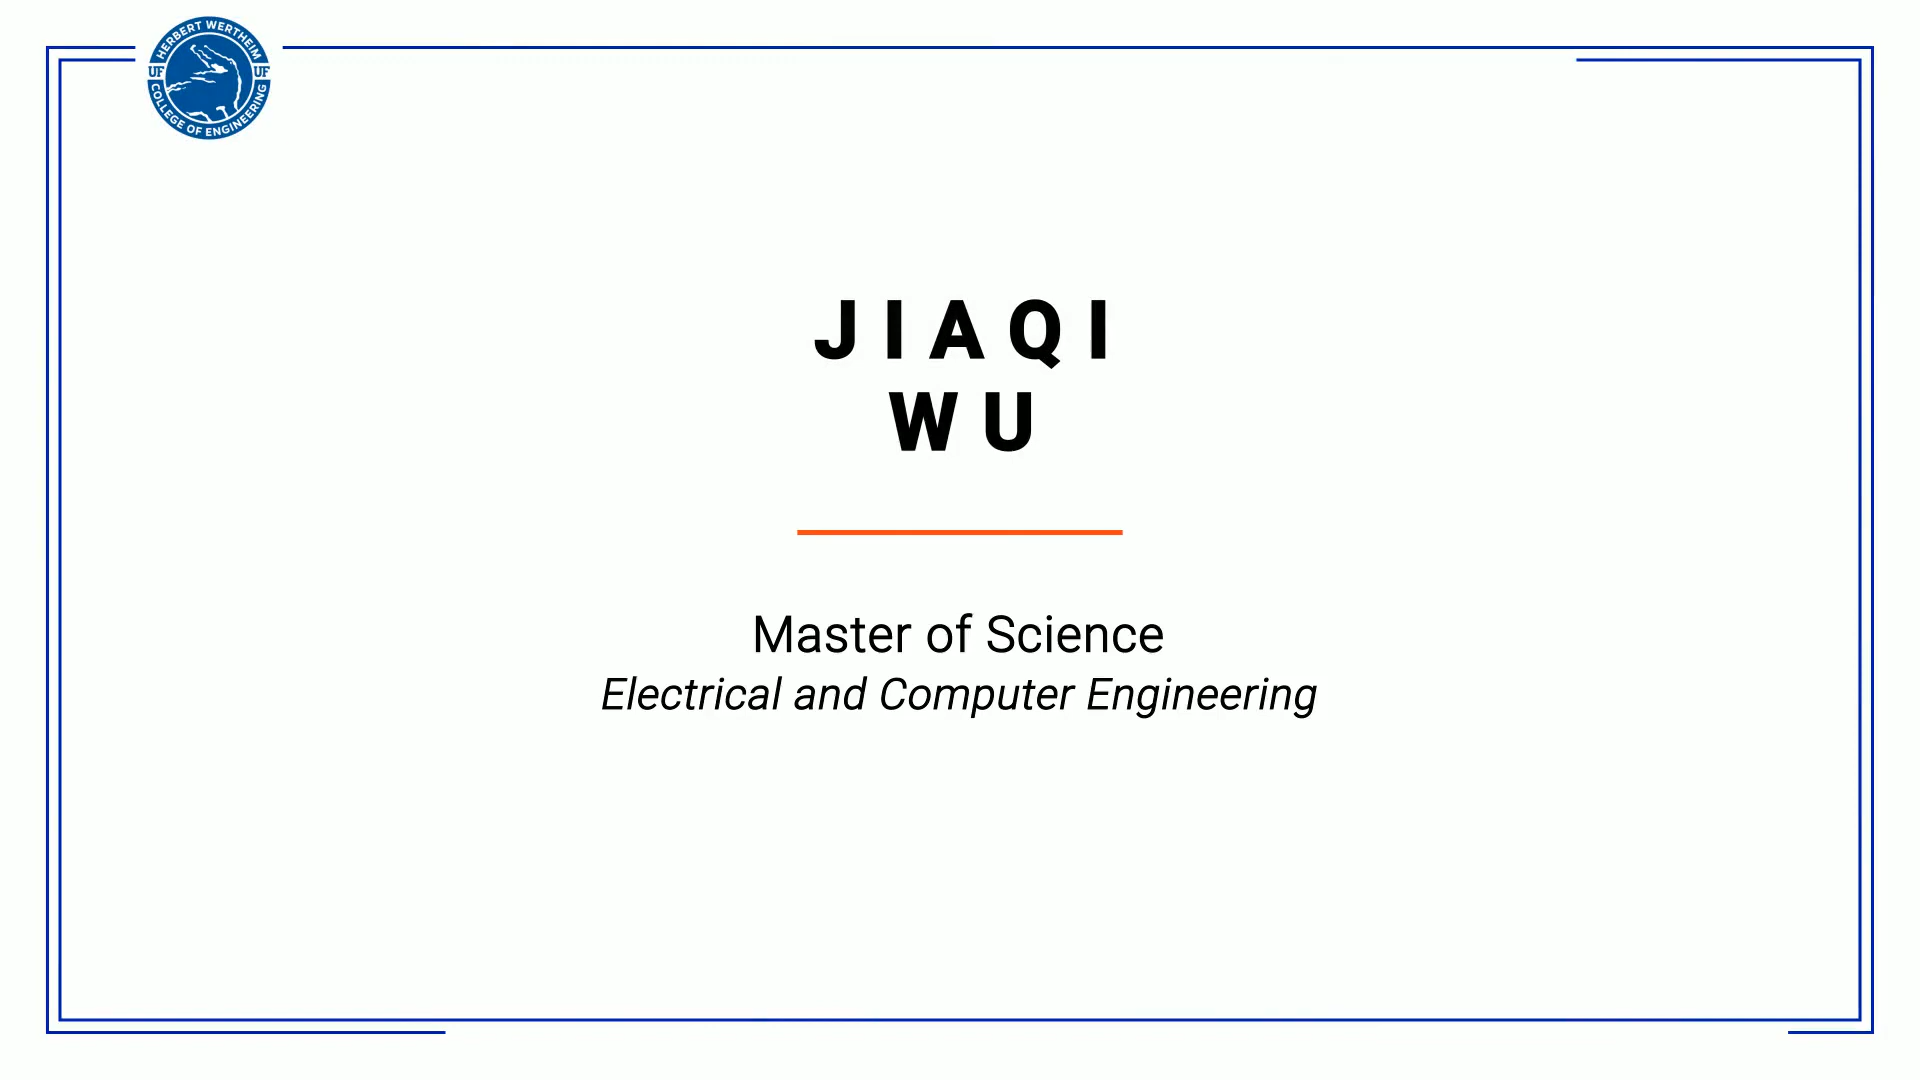 HERBERT WERTHEIM
UF UF
COLLEGE OF ENGINEERING
JIAQI
WU
Master of Science
Electrical and Computer Engineering